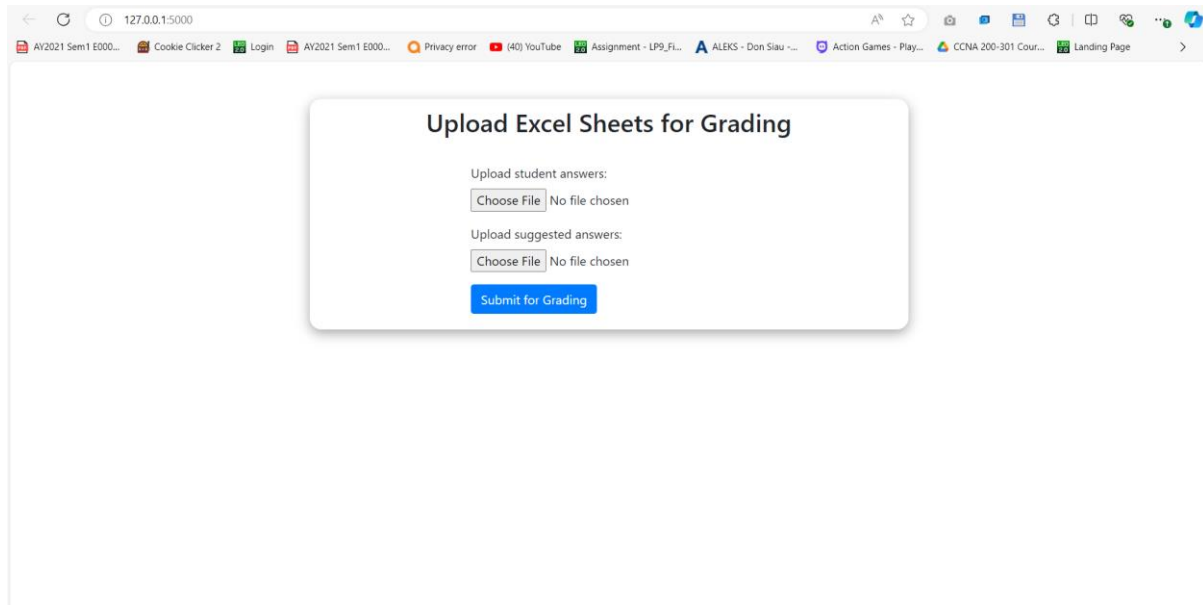 127.0.0.1:5000
AY2021 Sem1 E000... Cookie Clicker 2 Login AY2021 Sem1 E000... Privacy error (40) YouTube Assignment - LP9_Fi... ALEKS - Don Siau -... Action Games - Play... CCNA 200-301 Cour... Landing Page
Upload Excel Sheets for Grading
Upload student answers:
Choose File No file chosen
Upload suggested answers:
Choose File No file chosen
Submit for Grading